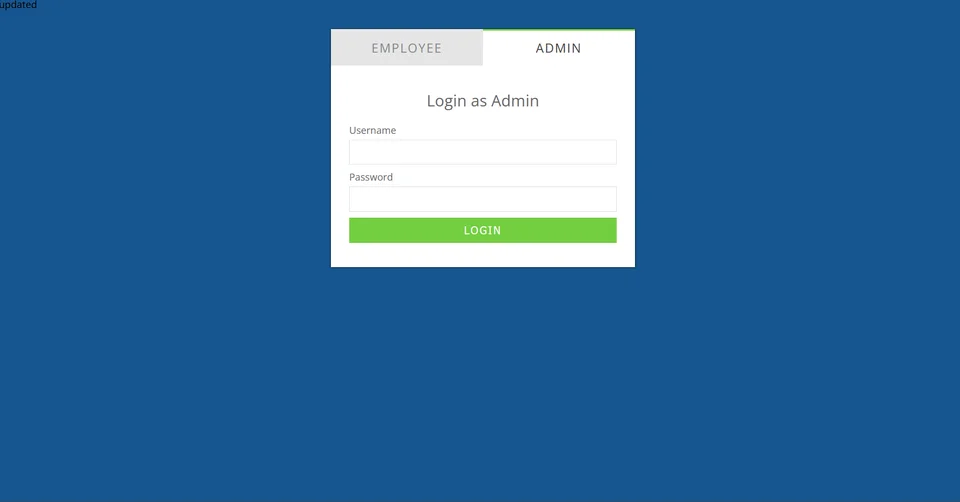 updated
EMPLOYEE
ADMIN
Login as Admin
Username
Password
LOGIN